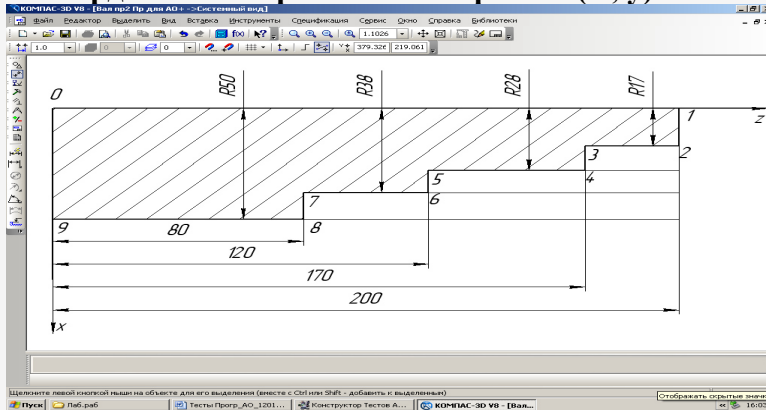 КОМПАС-3D V8 - [Вал пр2 Пр для АО+ ->Системный вид]
Файл Редактор Выделить Вид Вставка Инструменты Спецификация Сервис Окно Справка Библиотеки
1.1026
1.0 0 0 379.326 219.061
0 R50 R38 R28 R17 1 z
3 2
5 4
7 6
9 80 8
120
170
200
x
Щелкните левой кнопкой мыши на объекте для его выделения (вместе с Ctrl или Shift - добавить к выделенным)
Отображать скрытые значк
Пуск Лаб.раб Тесты Прогр_АО_1201... Конструктор Тестов А... КОМПАС-3D V8 - [Вал... 16:03